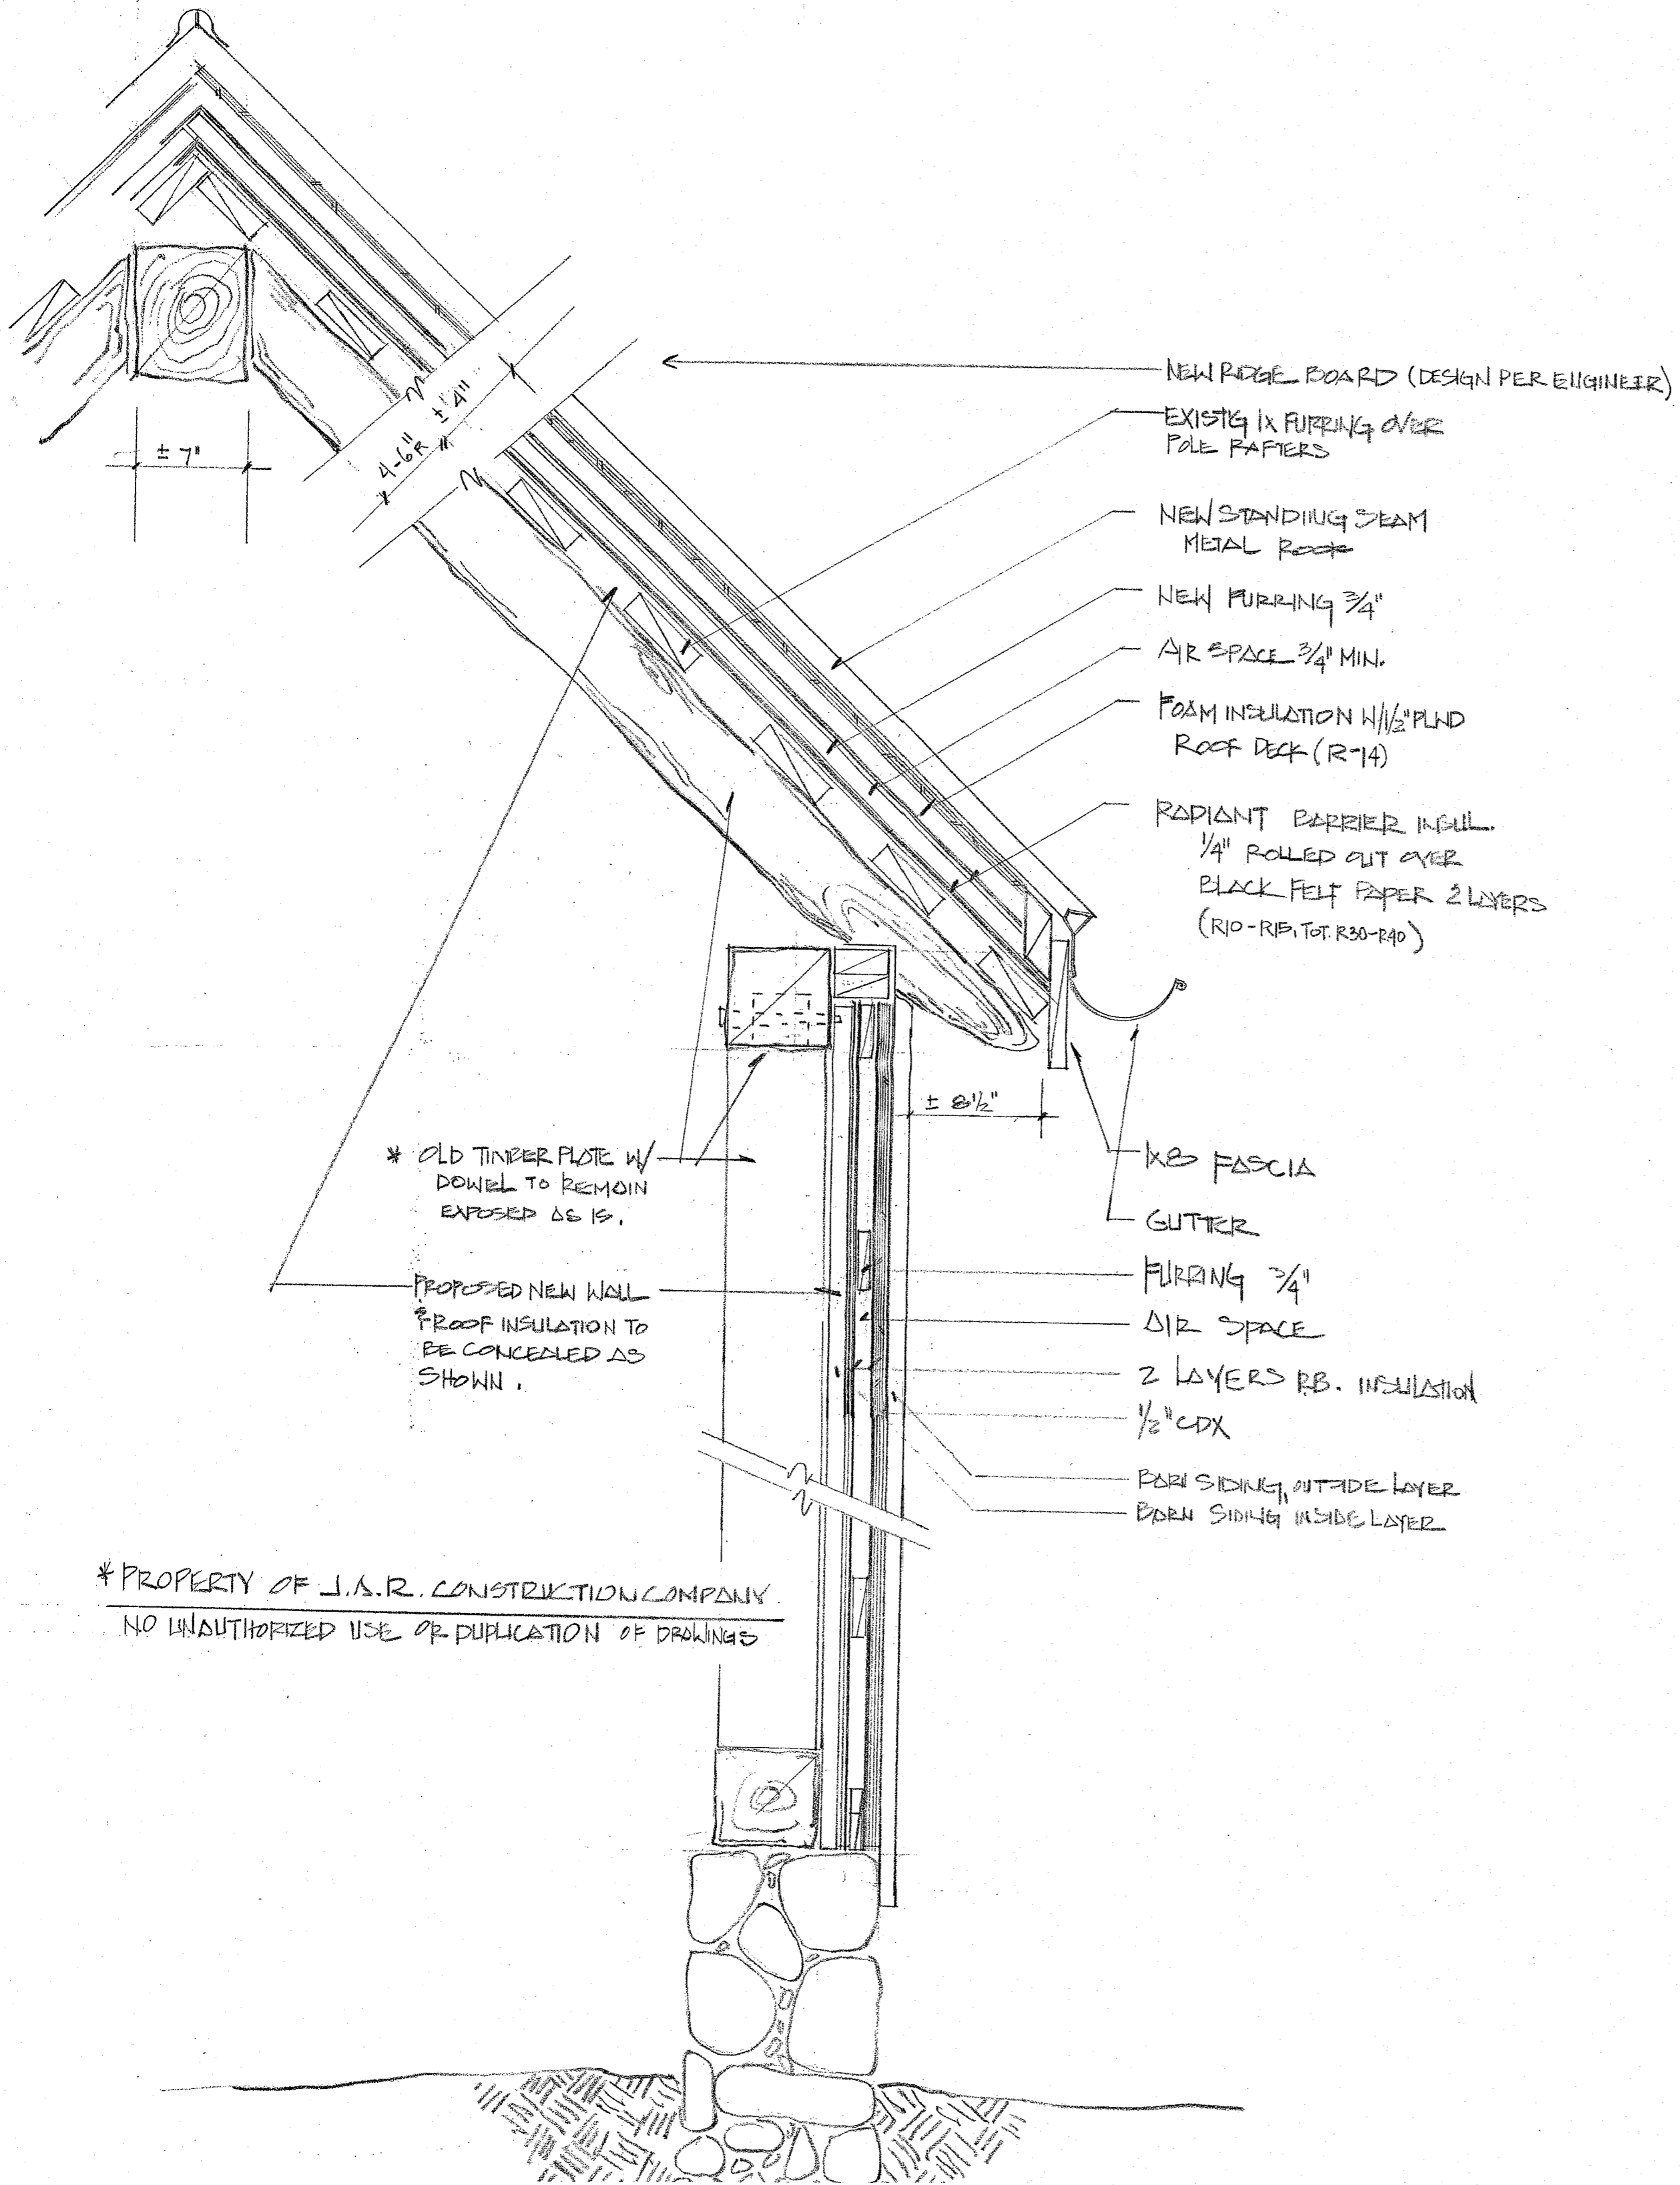 NEW RIDGE BOARD (DESIGN PER ENGINEER)
EXIST'G 1X FURRING OVER
POLE RAFTERS
± 7"
4-6"R
± 4"
NEW STANDING SEAM
METAL ROOF
NEW FURRING 3/4"
AIR SPACE 3/4" MIN.
FOAM INSULATION W/1/2" PLWD
ROOF DECK (R-14)
RADIANT BARRIER INSUL.
1/4" ROLLED OUT OVER
BLACK FELT PAPER 2 LAYERS
(R10-R15, TOT. R30-R40)
± 8 1/2"
* OLD TIMBER PLATE W/
DOWEL TO REMAIN
EXPOSED AS IS.
1X8 FASCIA
GUTTER
PROPOSED NEW WALL
& ROOF INSULATION TO
BE CONCEALED AS
SHOWN.
FURRING 3/4"
AIR SPACE
2 LAYERS R.B. INSULATION
1/2" CDX
BARN SIDING, OUTSIDE LAYER
BARN SIDING INSIDE LAYER
* PROPERTY OF J.A.R. CONSTRUCTION COMPANY.
NO UNAUTHORIZED USE OR DUPLICATION OF DRAWINGS